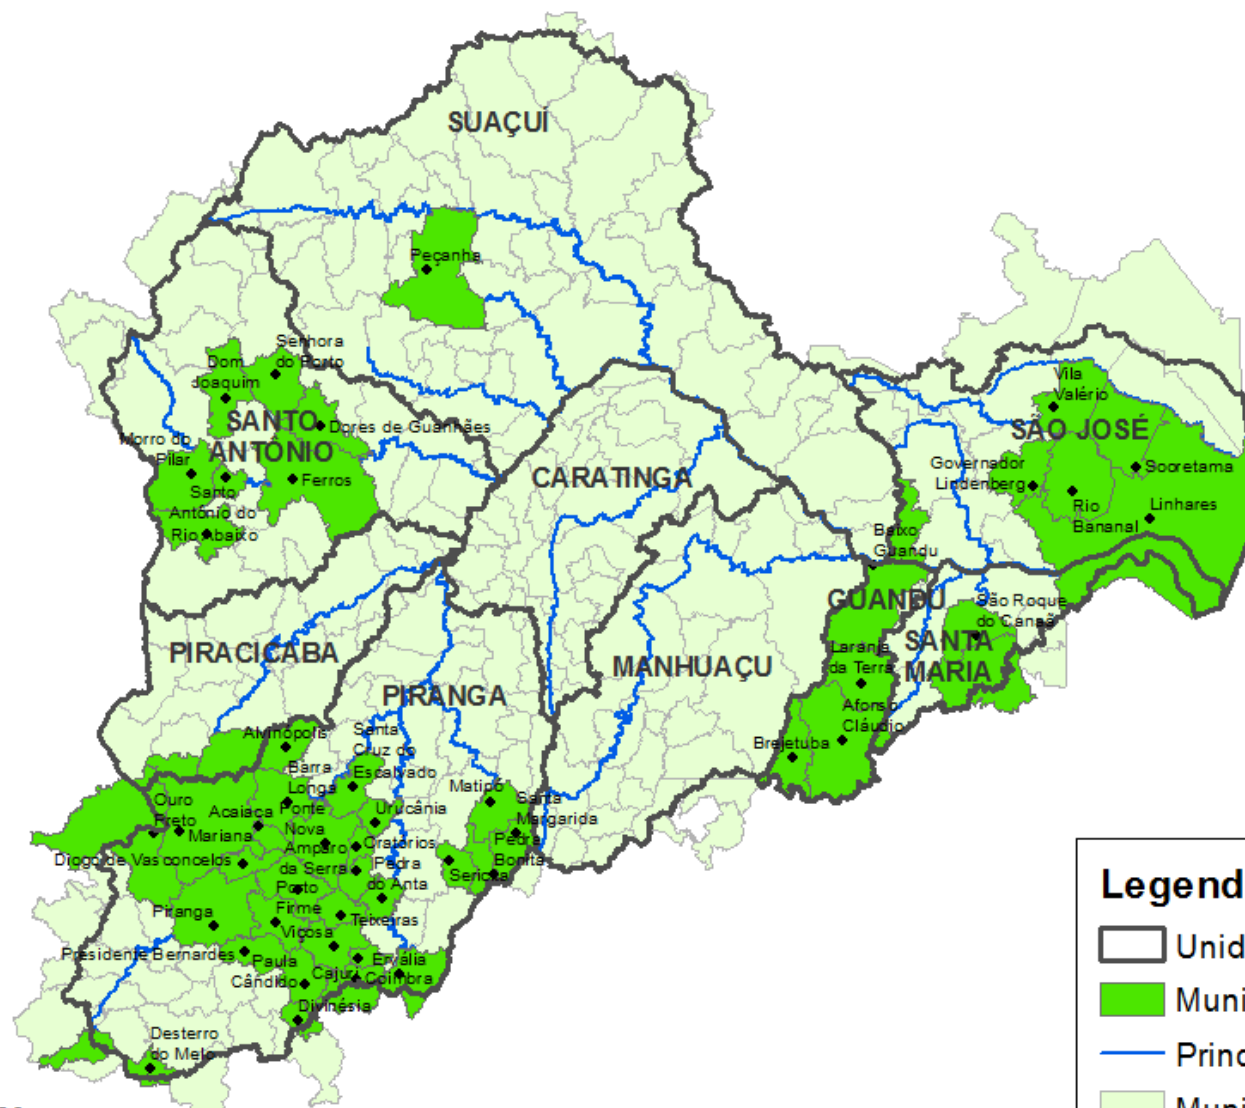 SUAÇUÍ
Peçanha
Senhora
do Porto
Dom
Joaquim
SANTO
ANTÔNIO
Dores de Guanhães
Morro do
Pilar
Ferros
Santo
Antônio do
Rio Abaixo
CARATINGA
Vila
Valério
SÃO JOSÉ
Governador
Lindenberg
Sooretama
Rio
Bananal
Linhares
Baixo
Guandu
GUANDU
São Roque
do Canaã
SANTA
MARIA
Laranja
da Terra
Afonso
Cláudio
Brejetuba
PIRACICABA
MANHUAÇU
PIRANGA
Alvinópolis
Santa
Cruz do
Escalvado
Barra
Longa
Matipó
Santa
Margarida
Ouro
Preto
Acaiaca
Ponte
Nova
Urucânia
Mariana
Amparo
da Serra
Oratórios
Pedra
Bonita
Diogo de Vasconcelos
Pedra
do Anta
Sericita
Porto
Firme
Piranga
Teixeiras
Viçosa
Presidente Bernardes
Paula
Cândido
Cajuri
Ervália
Coimbra
Divinésia
Desterro
do Melo
Legend
Unid
Muni
Princ
Muni